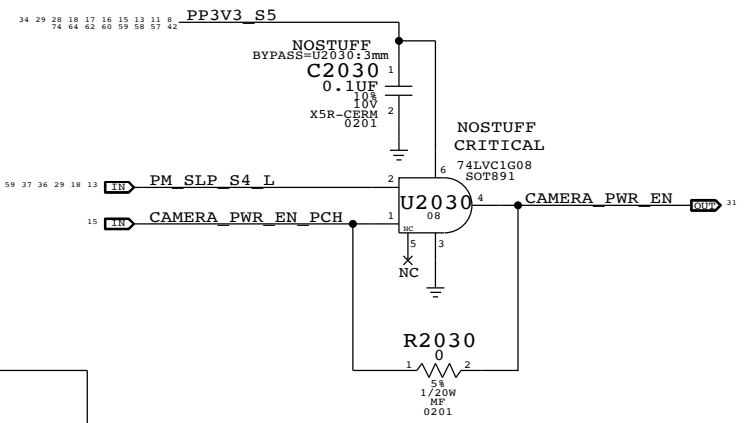 34 29 28 18 17 16 15 13 11 8
74 64 62 60 59 58 57 42
PP3V3_S5
NOSTUFF
BYPASS=U2030:3mm
C2030
1
0.1UF
10%
10V
2
X5R-CERM
0201
NOSTUFF
CRITICAL
74LVC1G08
SOT891
6
59 37 36 29 18 13
IN
PM_SLP_S4_L
2
U2030
08
4
CAMERA_PWR_EN
OUT
31
15
IN
CAMERA_PWR_EN_PCH
1
NC
5
3
NC
R2030
0
1
2
5%
1/20W
MF
0201